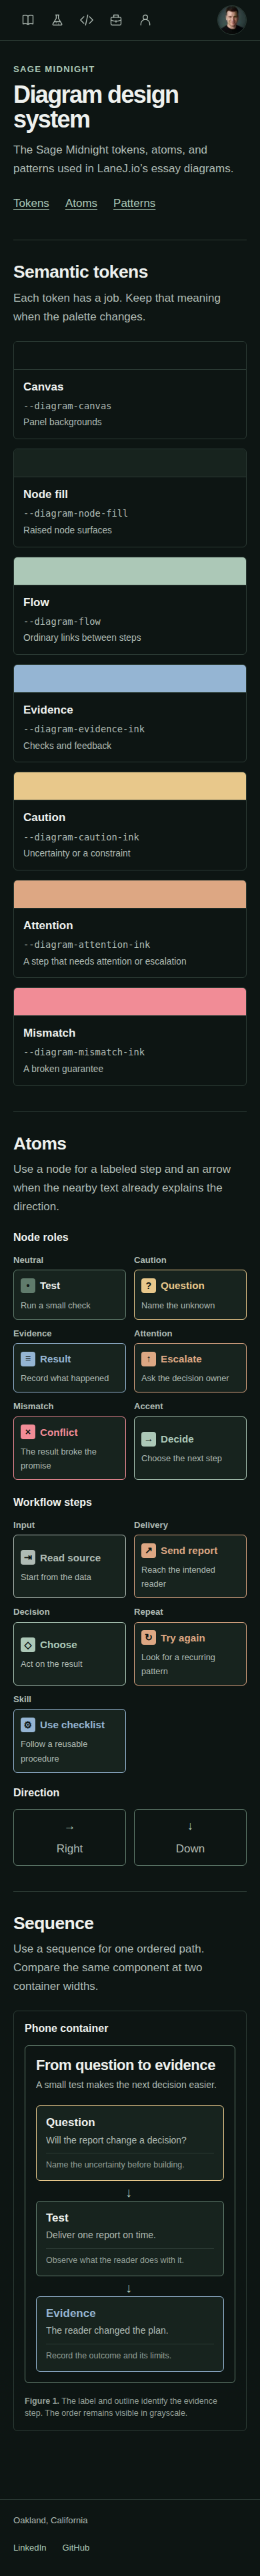 SAGE MIDNIGHT
Diagram design
system
The Sage Midnight tokens, atoms, and
patterns used in LaneJ.io’s essay diagrams.
Tokens Atoms Patterns
Semantic tokens
Each token has a job. Keep that meaning
when the palette changes.
Canvas
--diagram-canvas
Panel backgrounds
Node fill
--diagram-node-fill
Raised node surfaces
Flow
--diagram-flow
Ordinary links between steps
Evidence
--diagram-evidence-ink
Checks and feedback
Caution
--diagram-caution-ink
Uncertainty or a constraint
Attention
--diagram-attention-ink
A step that needs attention or escalation
Mismatch
--diagram-mismatch-ink
A broken guarantee
Atoms
Use a node for a labeled step and an arrow
when the nearby text already explains the
direction.
Node roles
Neutral
Test
Run a small check
Caution
? Question
Name the unknown
Evidence
= Result
Record what happened
Attention
↑ Escalate
Ask the decision owner
Mismatch
× Conflict
The result broke the
promise
Accent
→ Decide
Choose the next step
Workflow steps
Input
⇥ Read source
Start from the data
Delivery
↗ Send report
Reach the intended
reader
Decision
◇ Choose
Act on the result
Repeat
↻ Try again
Look for a recurring
pattern
Skill
Use checklist
Follow a reusable
procedure
Direction
→
Right
↓
Down
Sequence
Use a sequence for one ordered path.
Compare the same component at two
container widths.
Phone container
From question to evidence
A small test makes the next decision easier.
Question
Will the report change a decision?
Name the uncertainty before building.
↓
Test
Deliver one report on time.
Observe what the reader does with it.
↓
Evidence
The reader changed the plan.
Record the outcome and its limits.
Figure 1. The label and outline identify the evidence
step. The order remains visible in grayscale.
Oakland, California
LinkedIn GitHub